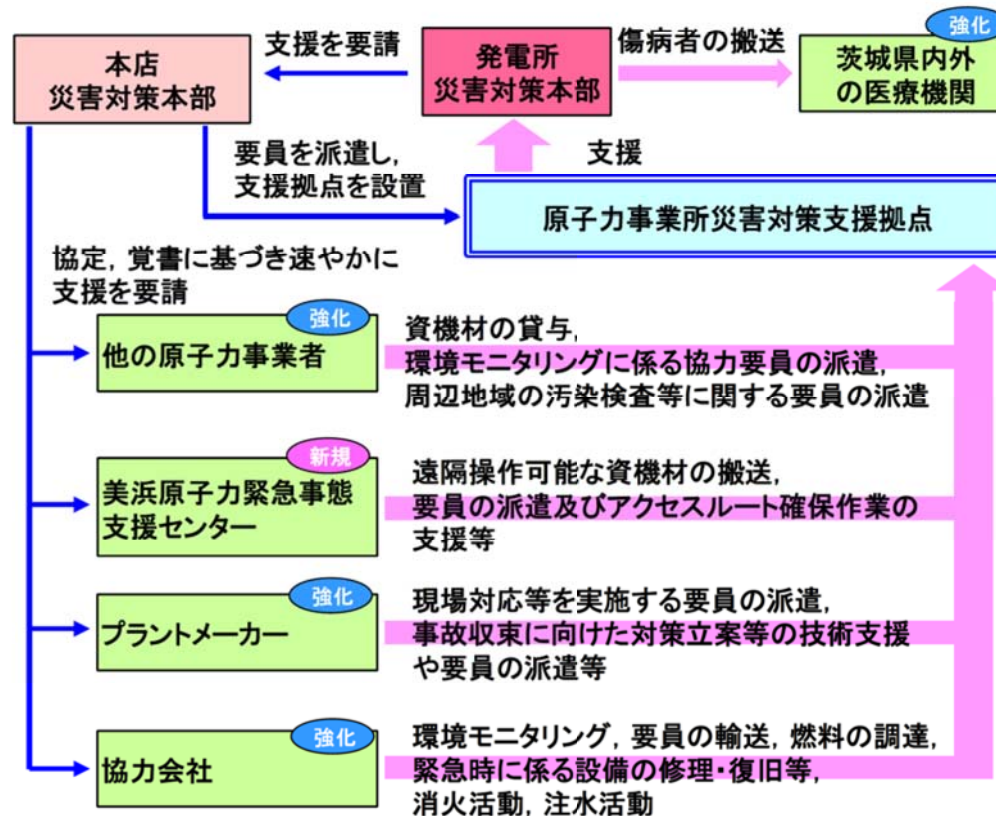 強化
支援を要請
傷病者の搬送
本店
災害対策本部
発電所
災害対策本部
茨城県内外
の医療機関
要員を派遣し，
支援拠点を設置
支援
原子力事業所災害対策支援拠点
協定，覚書に基づき速やかに
支援を要請
強化
他の原子力事業者
資機材の貸与，
環境モニタリングに係る協力要員の派遣，
周辺地域の汚染検査等に関する要員の派遣
新規
美浜原子力緊急事態
支援センター
遠隔操作可能な資機材の搬送，
要員の派遣及びアクセスルート確保作業の
支援等
強化
プラントメーカー
現場対応等を実施する要員の派遣，
事故収束に向けた対策立案等の技術支援
や要員の派遣等
強化
協力会社
環境モニタリング，要員の輸送，燃料の調達，
緊急時に係る設備の修理・復旧等，
消火活動，注水活動